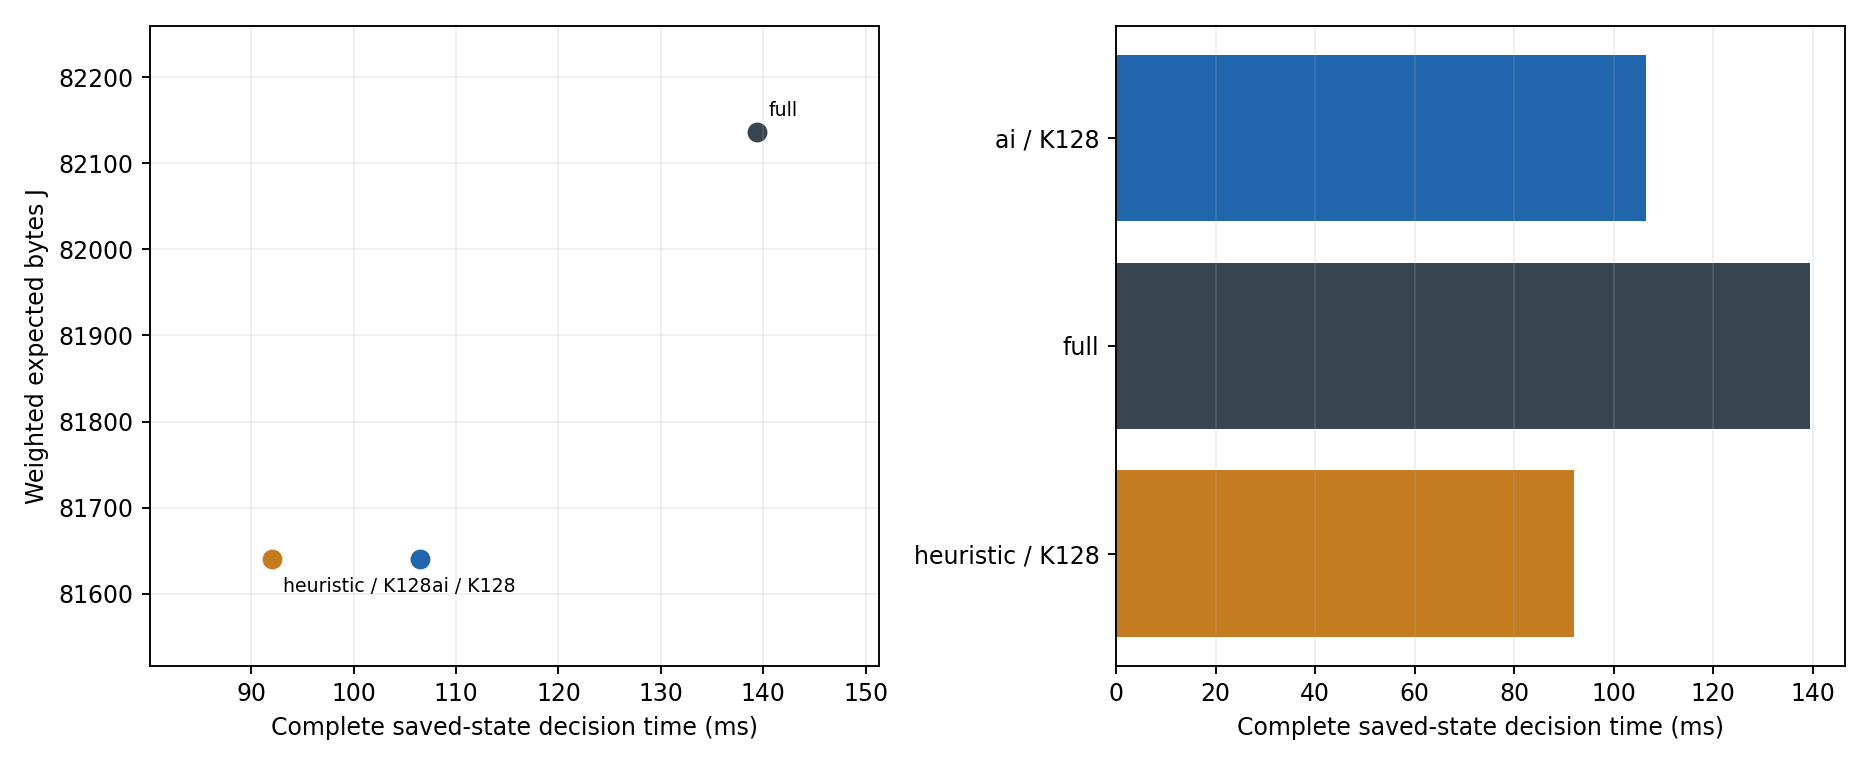 82200
82100
82000
81900
81800
81700
81600
Weighted expected bytes J
full
heuristic / K128
ai / K128
90 100 110 120 130 140 150
Complete saved-state decision time (ms)
ai / K128
full
heuristic / K128
0 20 40 60 80 100 120 140
Complete saved-state decision time (ms)